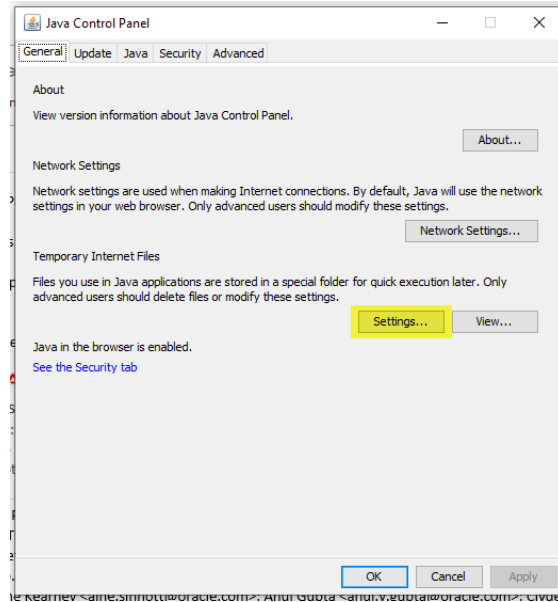 Java Control Panel
General Update Java Security Advanced
About
View version information about Java Control Panel.
About...
Network Settings
Network settings are used when making Internet connections. By default, Java will use the network
settings in your web browser. Only advanced users should modify these settings.
Network Settings...
Temporary Internet Files
Files you use in Java applications are stored in a special folder for quick execution later. Only
advanced users should delete files or modify these settings.
Settings... View...
Java in the browser is enabled.
See the Security tab
OK Cancel Apply